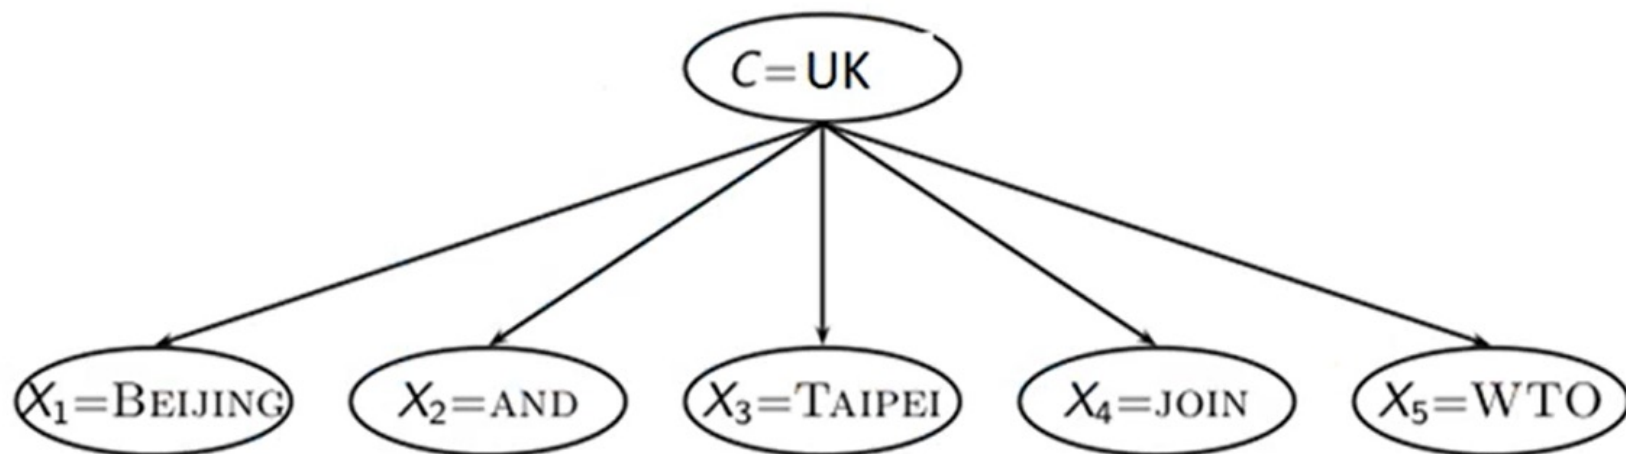 C=UK
X₁=BEIJING X₂=AND X₃=TAIPEI X₄=JOIN X₅=WTO